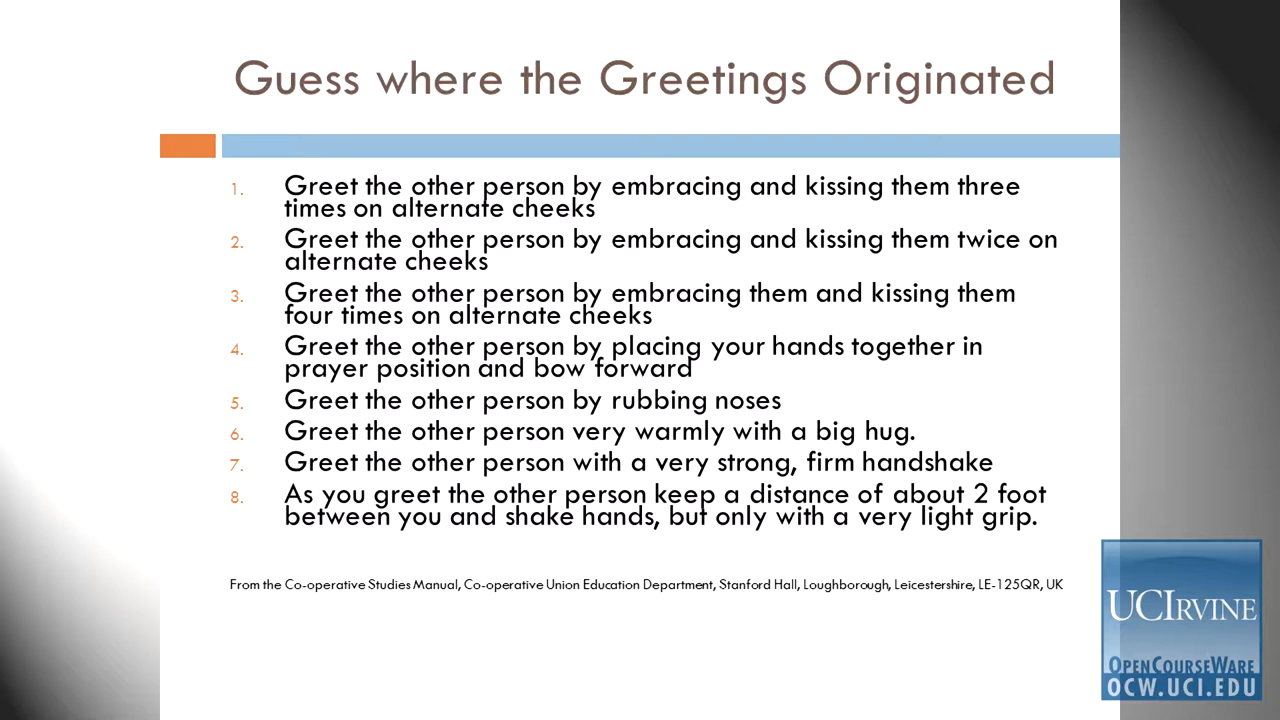 Guess where the Greetings Originated
1. Greet the other person by embracing and kissing them three
times on alternate cheeks
2. Greet the other person by embracing and kissing them twice on
alternate cheeks
3. Greet the other person by embracing them and kissing them
four times on alternate cheeks
4. Greet the other person by placing your hands together in
prayer position and bow forward
5. Greet the other person by rubbing noses
6. Greet the other person very warmly with a big hug.
7. Greet the other person with a very strong, firm handshake
8. As you greet the other person keep a distance of about 2 foot
between you and shake hands, but only with a very light grip.
From the Co-operative Studies Manual, Co-operative Union Education Department, Stanford Hall, Loughborough, Leicestershire, LE-125QR, UK
UCIRVINE
OPENCOURSEWARE
OCW.UCI.EDU